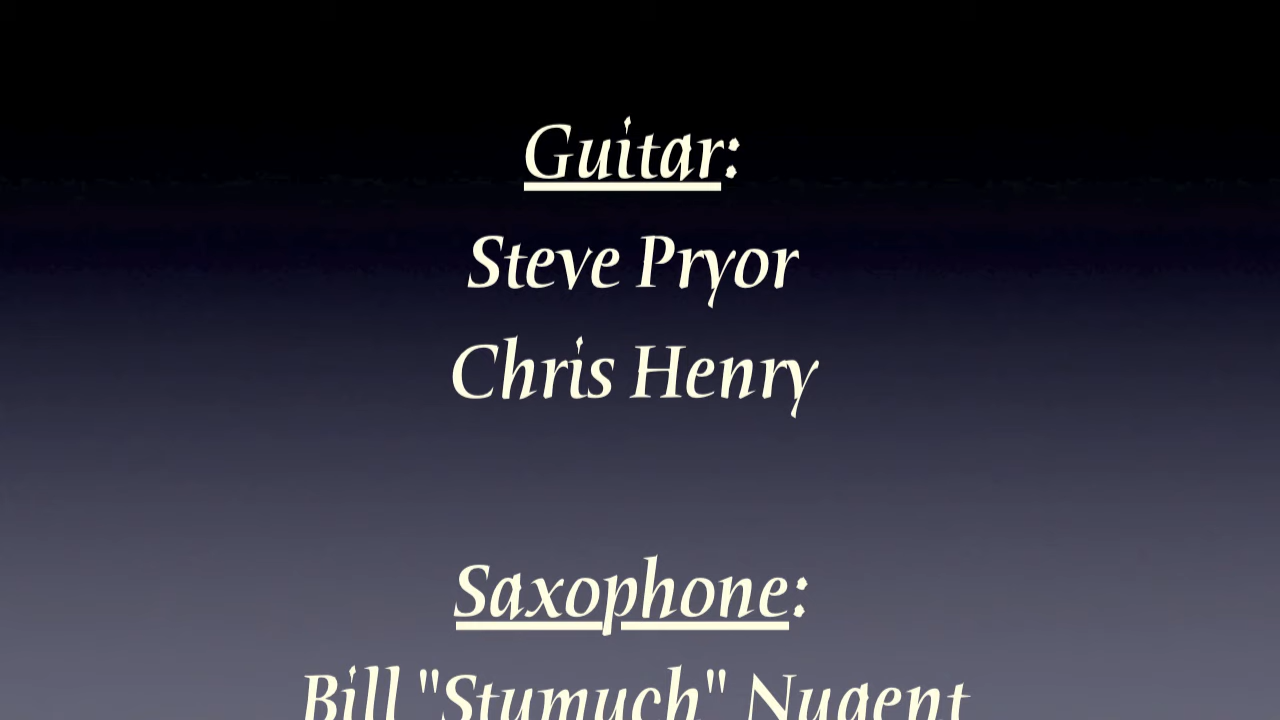 Guitar:
Steve Pryor
Chris Henry
Saxophone:
Bill "Stumuch" Nugent